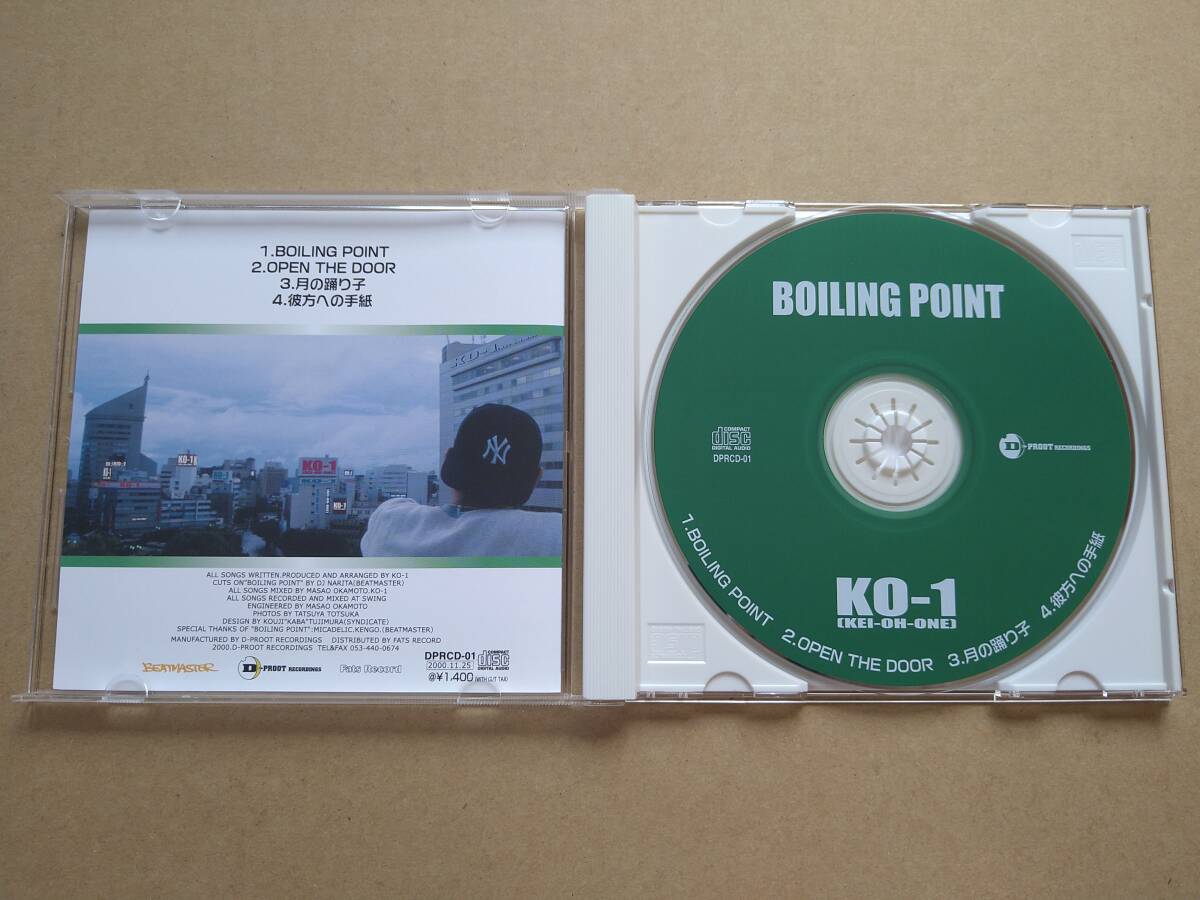 1.BOILING POINT
2.OPEN THE DOOR
3.月の踊り子
4.彼方への手紙
KO-1
KO-1
KO-1
KO-1
NY
ALL SONGS WRITTEN.PRODUCED AND ARRANGED BY KO-1
CUTS ON"BOILING POINT" BY DJ NARITA(BEATMASTER)
ALL SONGS MIXED BY MASAO OKAMOTO.KO-1
ALL SONGS RECORDED AND MIXED AT SWING
ENGINEERED BY MASAO OKAMOTO
PHOTOS BY TATSUYA TOTSUKA
DESIGN BY KOUJI"KABA"TUJIMURA(SYNDICATE)
SPECIAL THANKS OF "BOILING POINT":MICADELIC.KENGO.(BEATMASTER)
MANUFACTURED BY D-PROOT RECORDINGS DISTRIBUTED BY FATS RECORD
2000.D-PROOT RECORDINGS TEL&FAX 053-440-0674
BEATMASTER
D-PROOT RECORDINGS
Fats Record
DPRCD-01
2000.11.25
@¥1,400
COMPACT
disc
DIGITAL AUDIO
BOILING POINT
COMPACT
disc
DIGITAL AUDIO
DPRCD-01
D-PROOT RECORDINGS
KO-1
(KEI-OH-ONE)
1.BOILING POINT 2.OPEN THE DOOR 3.月の踊り子 4.彼方への手紙